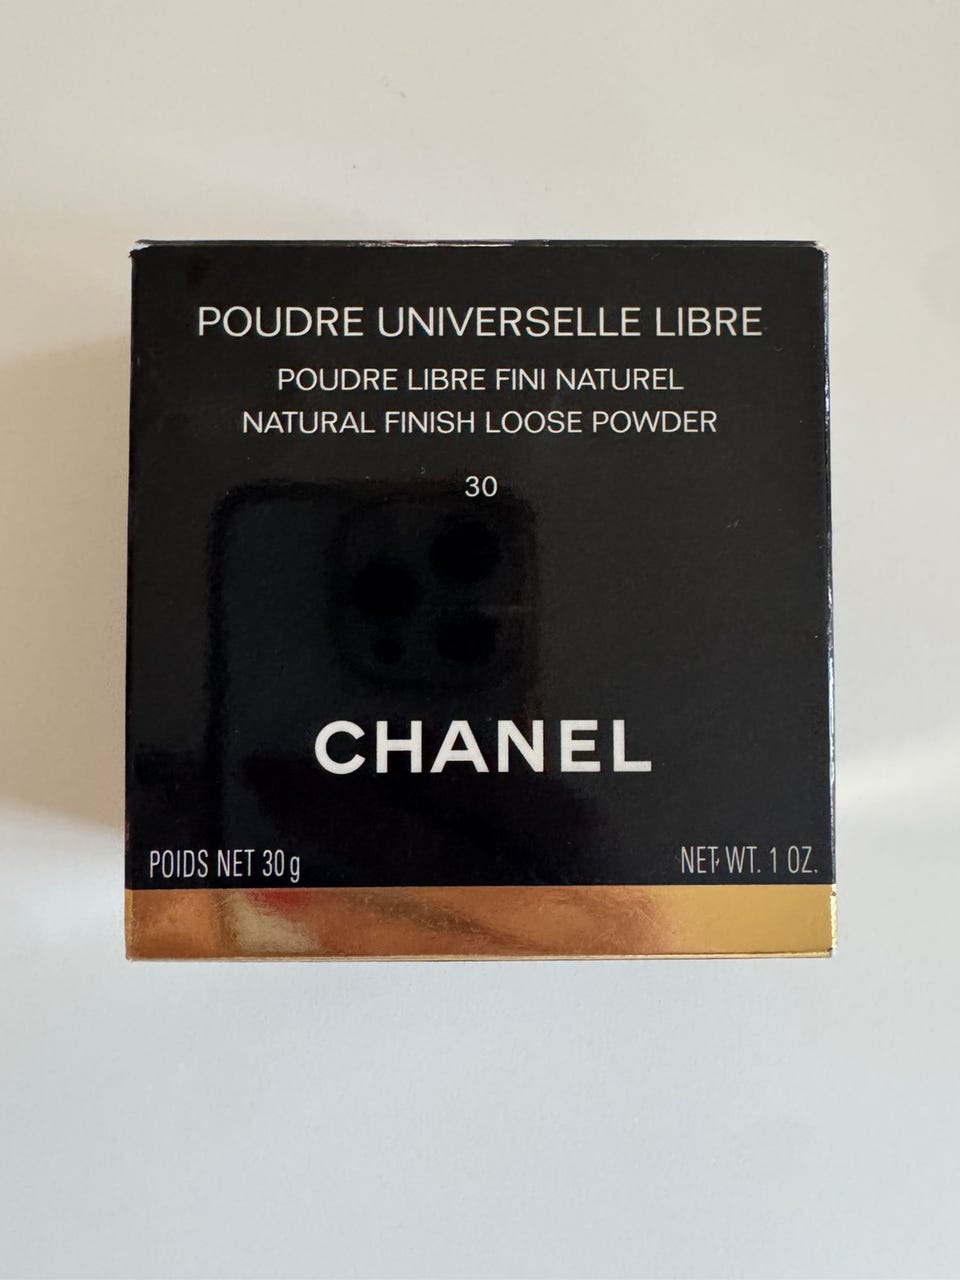 POUDRE UNIVERSELLE LIBRE
POUDRE LIBRE FINI NATUREL
NATURAL FINISH LOOSE POWDER
30
CHANEL
POIDS NET 30 g NET WT. 1 OZ.